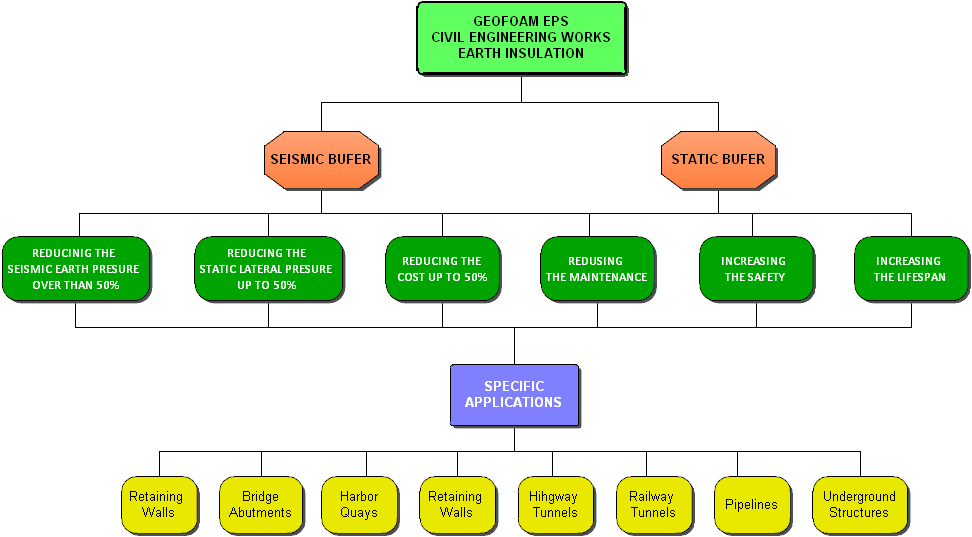 GEOFOAM EPS
CIVIL ENGINEERING WORKS
EARTH INSULATION
SEISMIC BUFER
STATIC BUFER
REDUCINIG THE
SEISMIC EARTH PRESURE
OVER THAN 50%
REDUCING THE
STATIC LATERAL PRESURE
UP TO 50%
REDUCING THE
COST UP TO 50%
REDUSING
THE MAINTENANCE
INCREASING
THE SAFETY
INCREASING
THE LIFESPAN
SPECIFIC
APPLICATIONS
Retaining
Walls
Bridge
Abutments
Harbor
Quays
Retaining
Walls
Hihgway
Tunnels
Railway
Tunnels
Pipelines
Underground
Structures